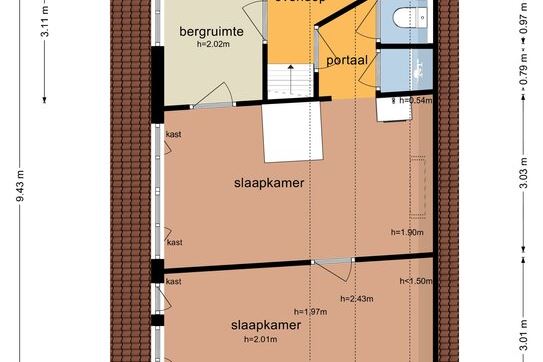 overloop
3.11 m
0.97 m
bergruimte
h=2.02m
portaal
0.79 m
h=0.54m
kast
slaapkamer
9.43 m
3.03 m
h=1.90m
kast
kast
h<1.50m
h=2.43m
h=1.97m
slaapkamer
h=2.01m
3.01 m